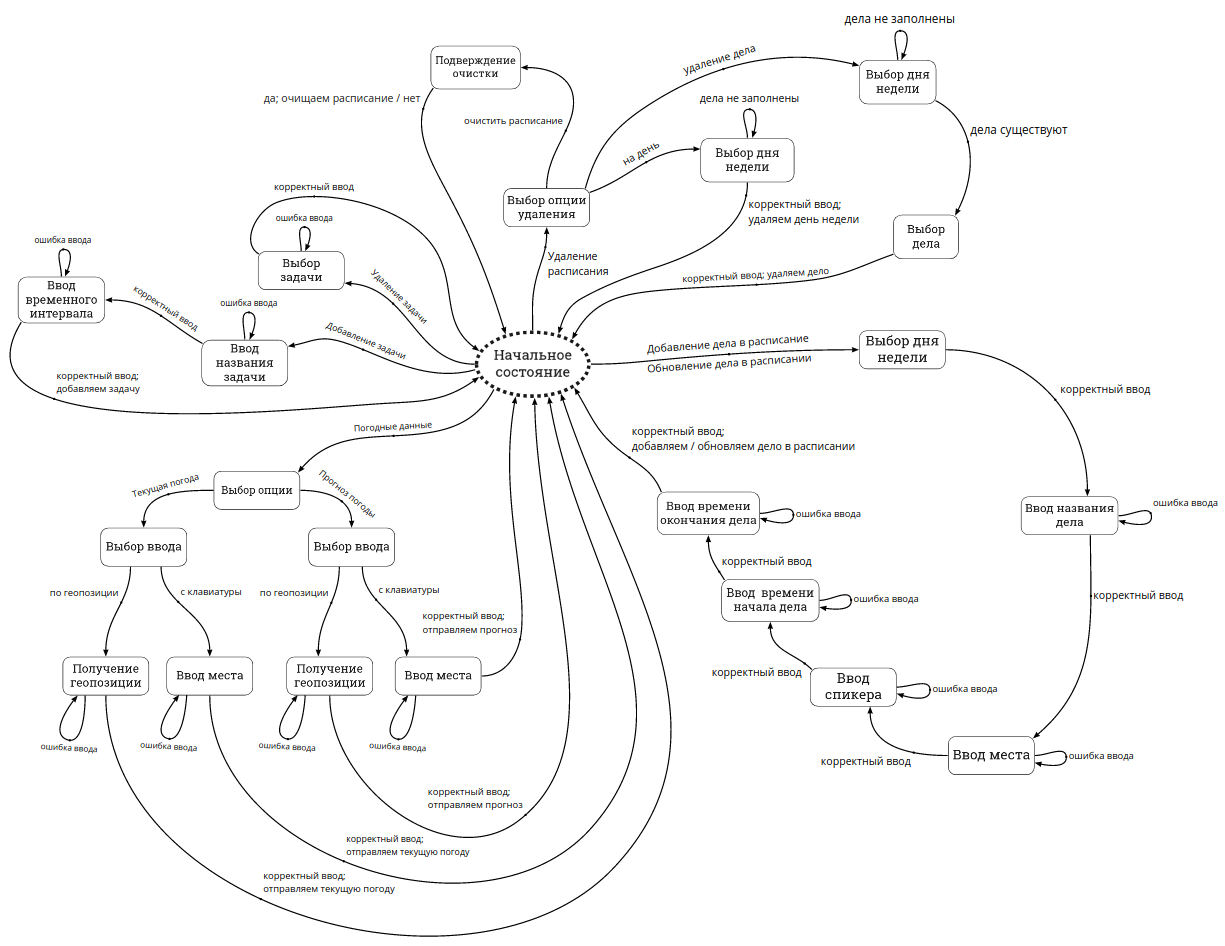 дела не заполнены
Подтверждение
очистки
удаление дела
Выбор дня
недели
да; очищаем расписание / нет
очистить расписание
дела не заполнены
дела существуют
на день
Выбор дня
недели
корректный ввод
Выбор опции
удаления
корректный ввод;
удаляем день недели
ошибка ввода
Выбор
дела
ошибка ввода
Выбор
задачи
Удаление
расписания
корректный ввод; удаляем дело
Ввод
временного
интервала
корректный ввод
ошибка ввода
Удаление задачи
Добавление задачи
Ввод
названия
задачи
Начальное
состояние
Добавление дела в расписание
Обновление дела в расписании
Выбор дня
недели
корректный ввод;
добавляем задачу
корректный ввод
Погодные данные
корректный ввод;
добавляем / обновляем дело в расписании
Текущая погода
Выбор опции
Прогноз погоды
Ввод времени
окончания дела
ошибка ввода
Ввод названия
дела
ошибка ввода
Выбор ввода
Выбор ввода
корректный ввод
по геопозиции
с клавиатуры
по геопозиции
с клавиатуры
Ввод времени
начала дела
ошибка ввода
корректный ввод
корректный ввод;
отправляем прогноз
Получение
геопозиции
Ввод места
Получение
геопозиции
Ввод места
корректный ввод
Ввод
спикера
ошибка ввода
ошибка ввода
ошибка ввода
ошибка ввода
ошибка ввода
корректный ввод
Ввод места
ошибка ввода
корректный ввод;
отправляем прогноз
корректный ввод;
отправляем текущую погоду
корректный ввод;
отправляем текущую погоду